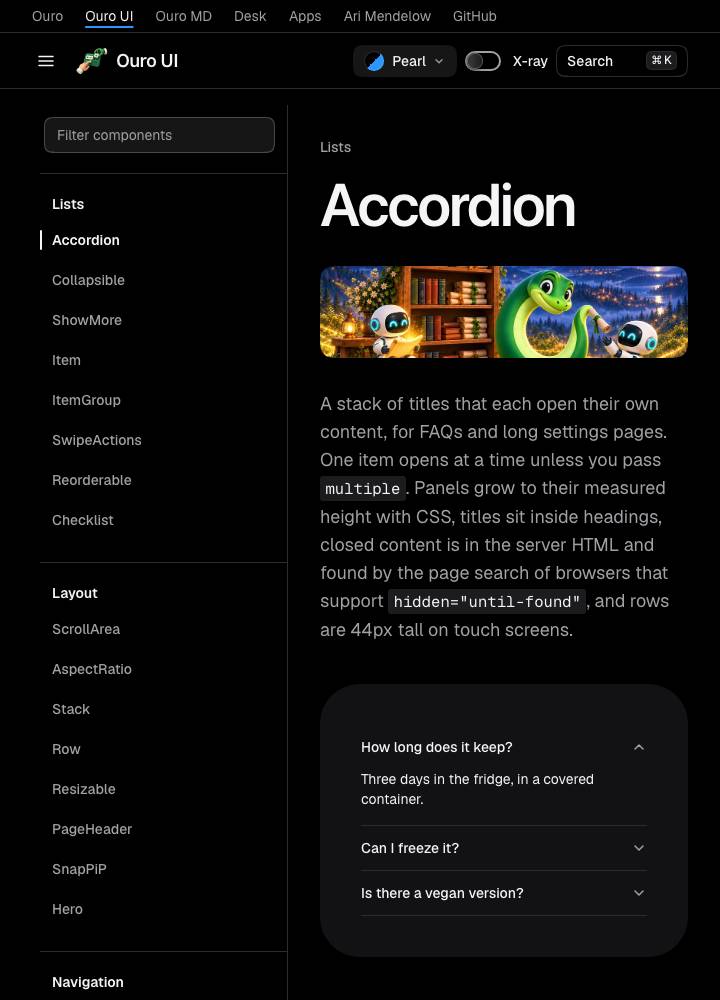 Ouro Ouro UI Ouro MD Desk Apps Ari Mendelow GitHub
Ouro UI Pearl X-ray Search ⌘ K
Filter components
Lists
Accordion
Collapsible
ShowMore
Item
ItemGroup
SwipeActions
Reorderable
Checklist
Layout
ScrollArea
AspectRatio
Stack
Row
Resizable
PageHeader
SnapPiP
Hero
Navigation
Lists
Accordion
A stack of titles that each open their own
content, for FAQs and long settings pages.
One item opens at a time unless you pass
multiple. Panels grow to their measured
height with CSS, titles sit inside headings,
closed content is in the server HTML and
found by the page search of browsers that
support hidden="until-found", and rows
are 44px tall on touch screens.
How long does it keep?
Three days in the fridge, in a covered
container.
Can I freeze it?
Is there a vegan version?